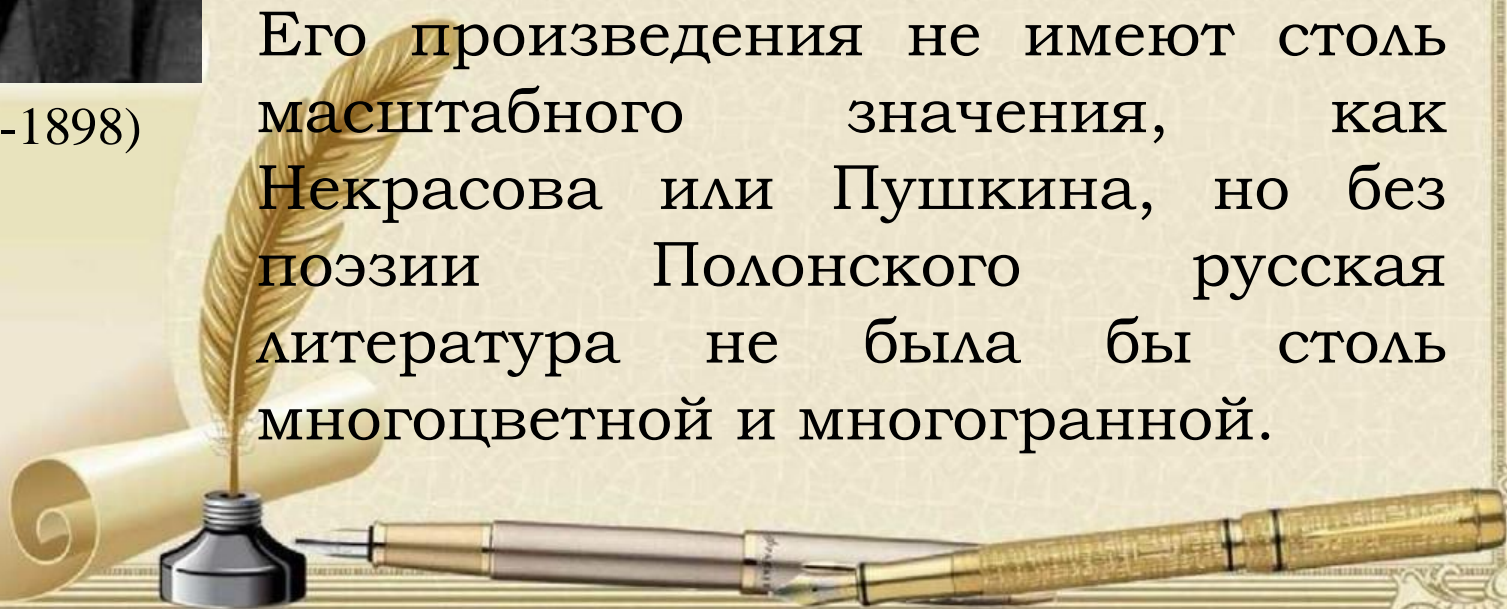 Его произведения не имеют столь
-1898)
масштабного значения, как
Некрасова или Пушкина, но без
поэзии Полонского русская
литература не была бы столь
многоцветной и многогранной.